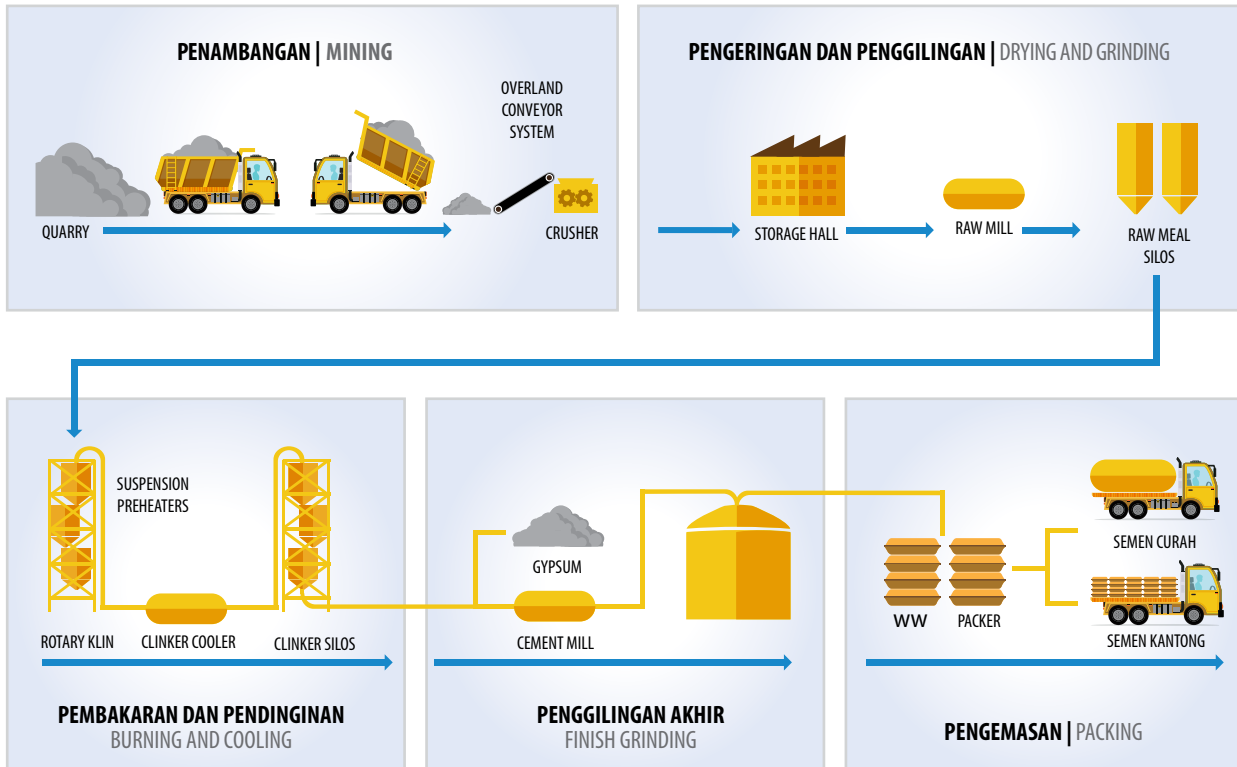 PENAMBANGAN | MINING
OVERLAND
CONVEYOR
SYSTEM
QUARRY
CRUSHER
PENGERINGAN DAN PENGGILINGAN | DRYING AND GRINDING
STORAGE HALL
RAW MILL
RAW MEAL
SILOS
SUSPENSION
PREHEATERS
ROTARY KLIN
CLINKER COOLER
CLINKER SILOS
PEMBAKARAN DAN PENDINGINAN
BURNING AND COOLING
GYPSUM
CEMENT MILL
PENGGILINGAN AKHIR
FINISH GRINDING
WW
PACKER
SEMEN CURAH
SEMEN KANTONG
PENGEMASAN | PACKING